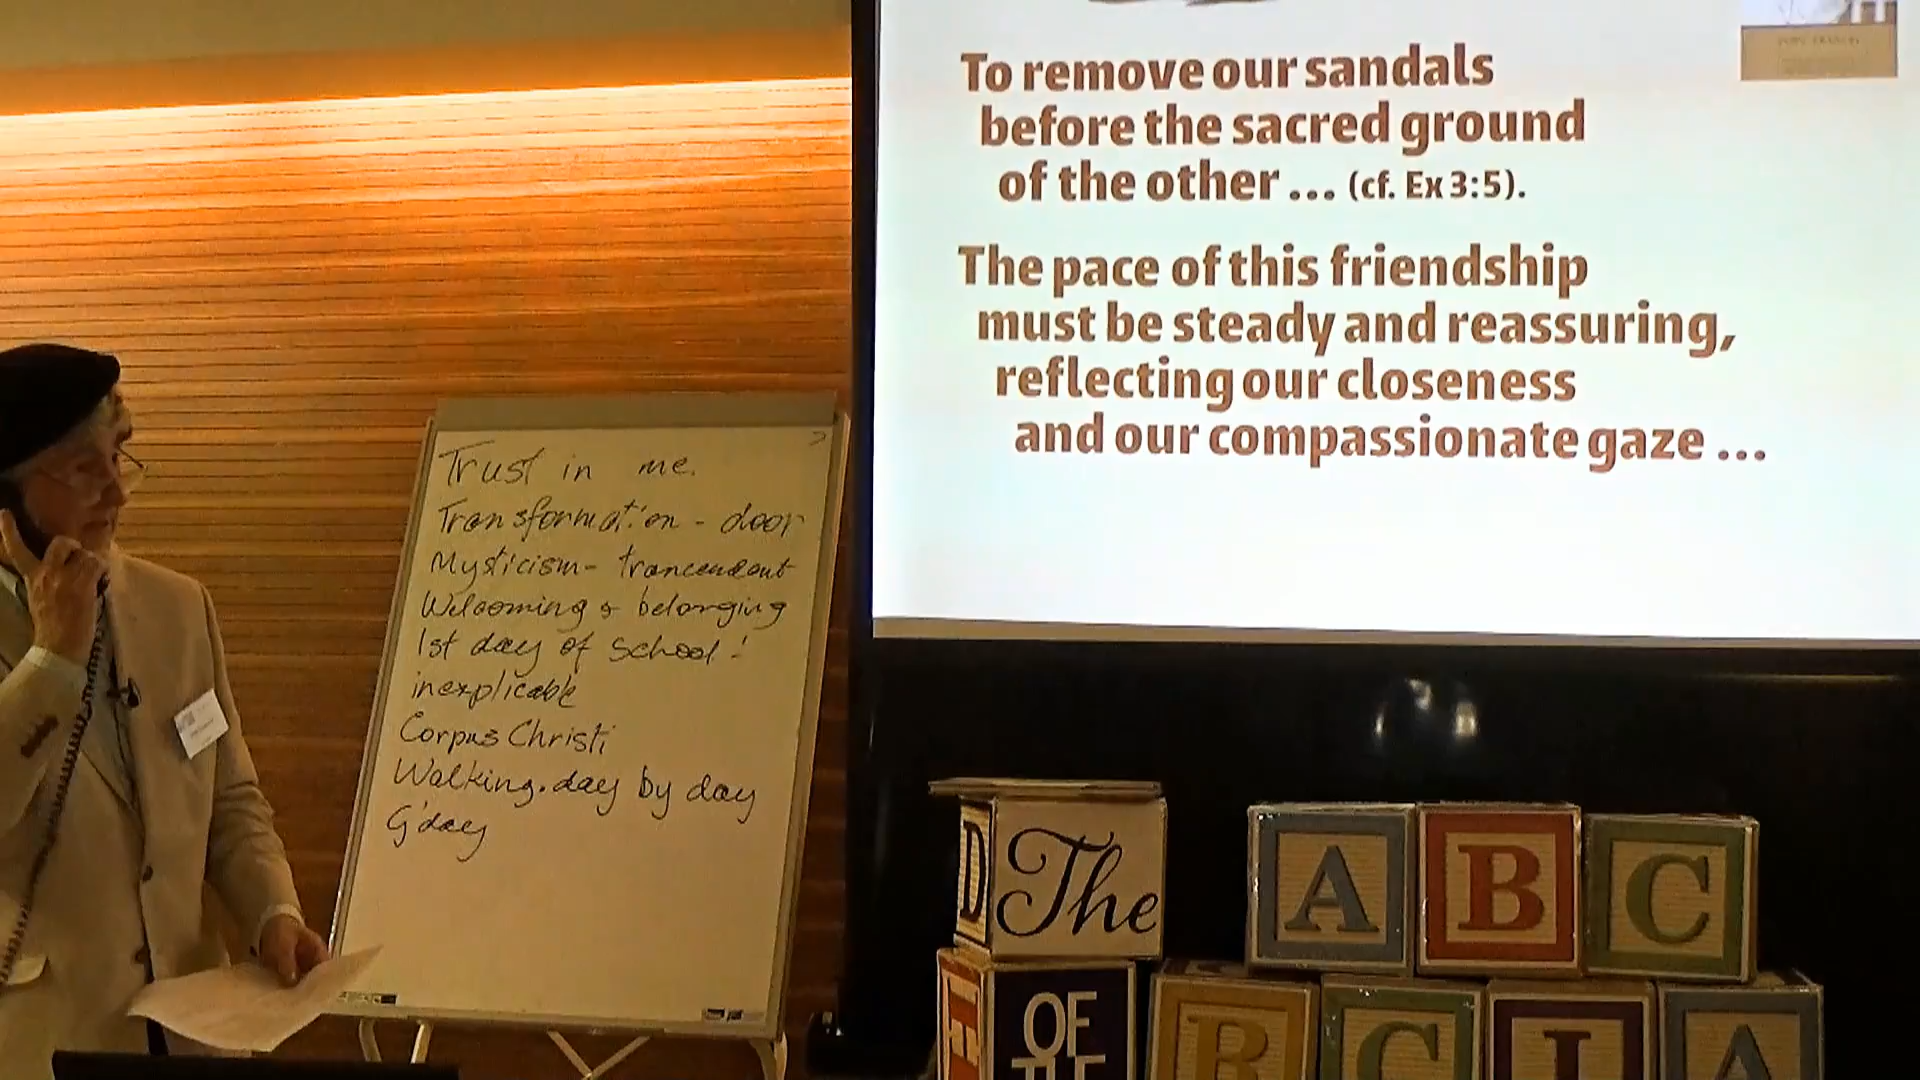 To remove our sandals
before the sacred ground
of the other ... (cf. Ex 3:5).
The pace of this friendship
must be steady and reassuring,
reflecting our closeness
and our compassionate gaze ...
Trust in me.
Transformation - door
Mysticism - trancendent
Welcoming & belonging
1st day of school!
inexplicable
Corpus Christi
Walking. day by day
G'day
D The
A B C
OF
B C I A